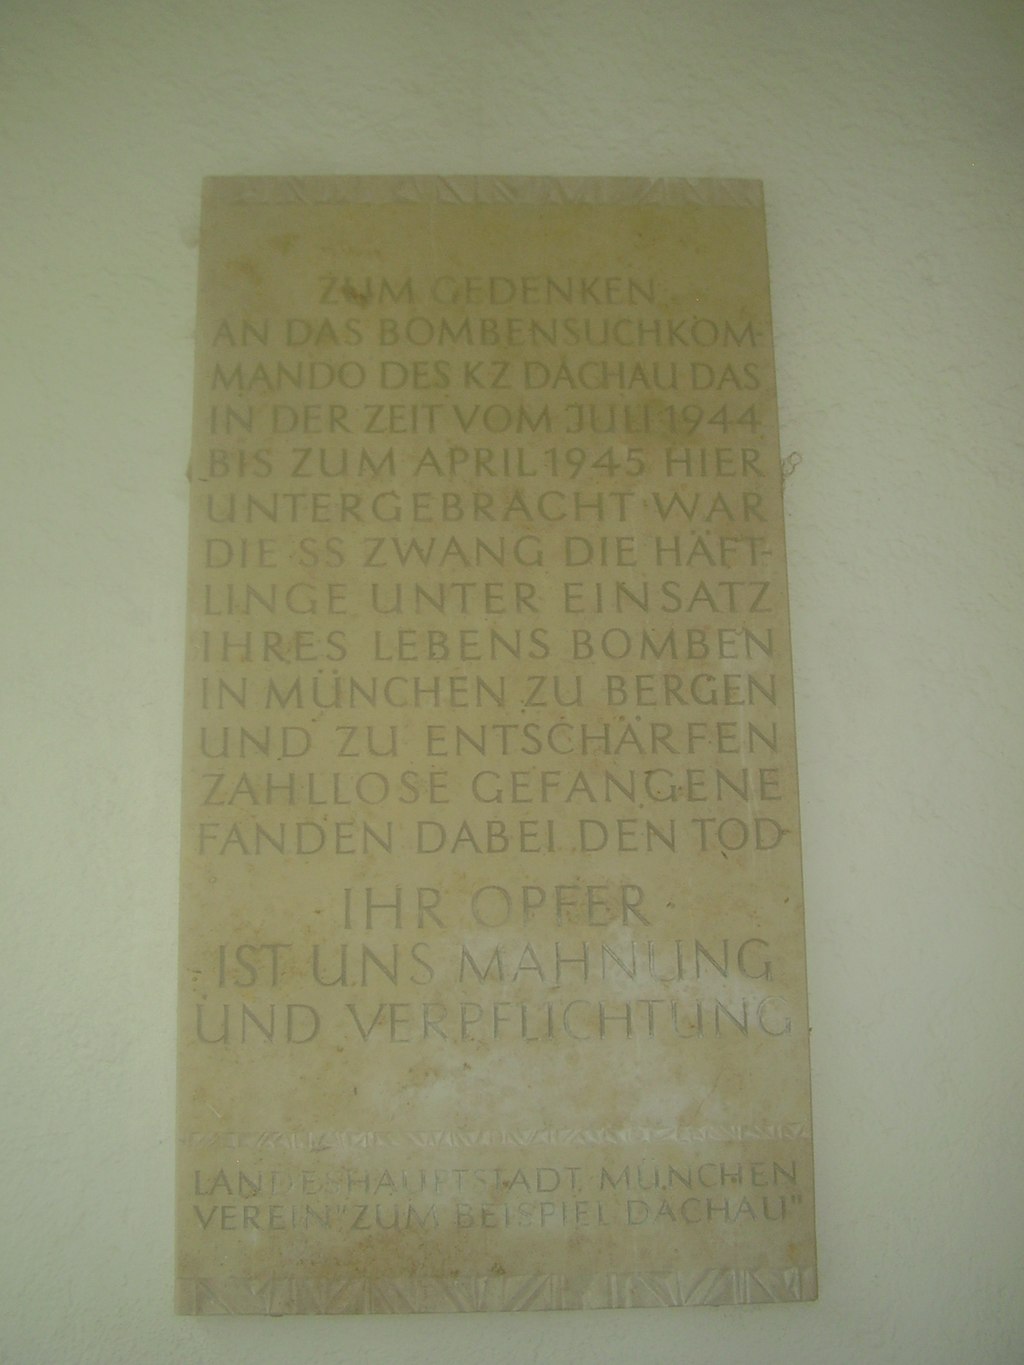 ZUM GEDENKEN
AN DAS BOMBENSUCHKOM-
MANDO DES KZ DACHAU DAS
IN DER ZEIT VOM JULI 1944
BIS ZUM APRIL 1945 HIER
UNTERGEBRACHT WAR
DIE SS ZWANG DIE HÄFT-
LINGE UNTER EINSATZ
IHRES LEBENS BOMBEN
IN MÜNCHEN ZU BERGEN
UND ZU ENTSCHÄRFEN
ZAHLLOSE GEFANGENE
FANDEN DABEI DEN TOD
IHR OPFER
IST UNS MAHNUNG
UND VERPFLICHTUNG
LANDESHAUPTSTADT MÜNCHEN
VEREIN "ZUM BEISPIEL DACHAU"